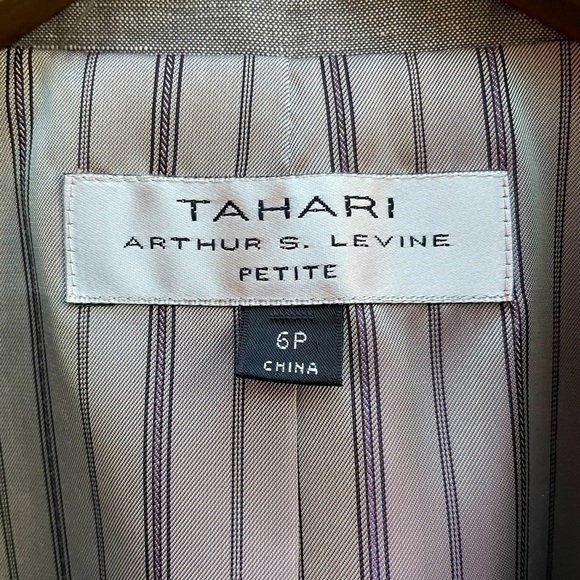 TAHARI
ARTHUR S. LEVINE
PETITE
6P
CHINA